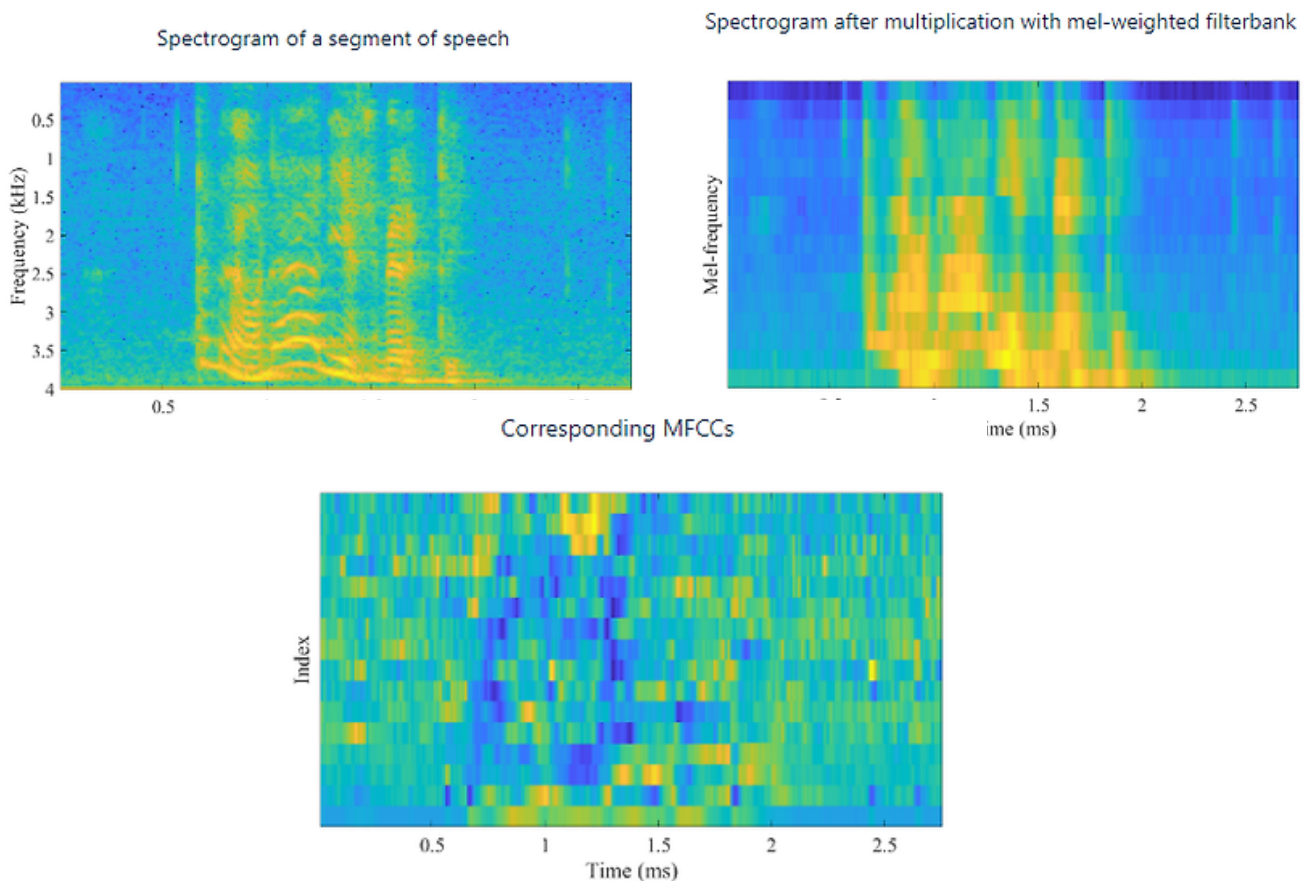 Spectrogram of a segment of speech
Frequency (kHz)
0.5
1
1.5
2
2.5
3
3.5
4
0.5
Spectrogram after multiplication with mel-weighted filterbank
Mel-frequency
1.5
2
2.5
ime (ms)
Corresponding MFCCs
Index
0.5
1
1.5
2
2.5
Time (ms)